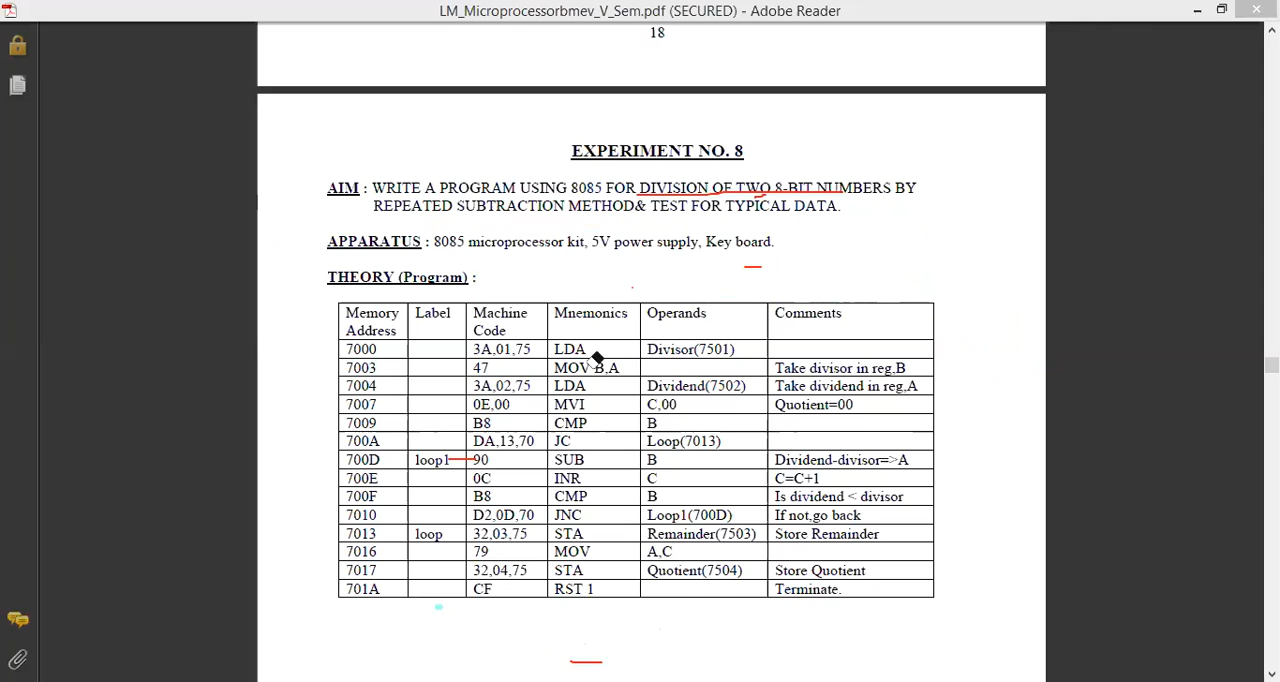 LM_Microprocessorbmev_V_Sem.pdf (SECURED) - Adobe Reader
18
EXPERIMENT NO. 8
AIM : WRITE A PROGRAM USING 8085 FOR DIVISION OF TWO 8-BIT NUMBERS BY
REPEATED SUBTRACTION METHOD& TEST FOR TYPICAL DATA.
APPARATUS : 8085 microprocessor kit, 5V power supply, Key board.
THEORY (Program) :
Memory Address Label Machine Code Mnemonics Operands Comments
7000 3A,01,75 LDA Divisor(7501)
7003 47 MOV B,A Take divisor in reg,B
7004 3A,02,75 LDA Dividend(7502) Take dividend in reg,A
7007 0E,00 MVI C,00 Quotient=00
7009 B8 CMP B
700A DA,13,70 JC Loop(7013)
700D loop1 90 SUB B Dividend-divisor=>A
700E 0C INR C C=C+1
700F B8 CMP B Is dividend < divisor
7010 D2,0D,70 JNC Loop1(700D) If not,go back
7013 loop 32,03,75 STA Remainder(7503) Store Remainder
7016 79 MOV A,C
7017 32,04,75 STA Quotient(7504) Store Quotient
701A CF RST 1 Terminate.